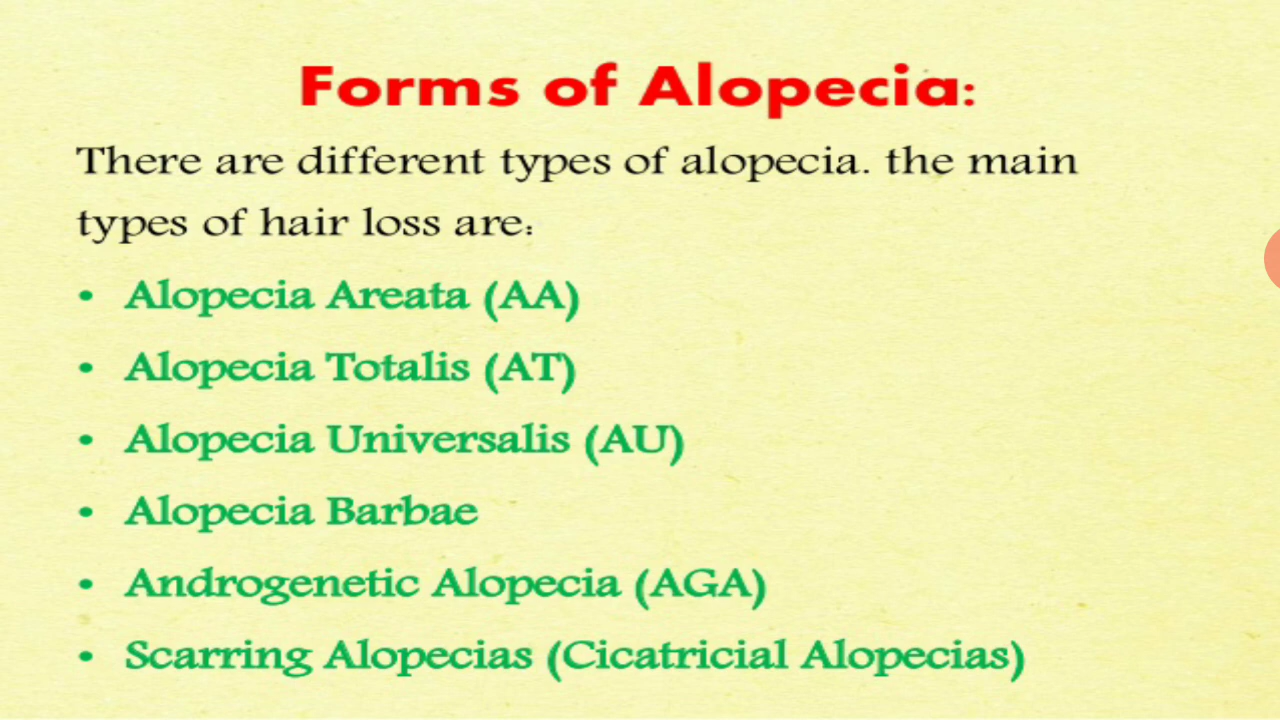 Forms of Alopecia:
There are different types of alopecia. the main
types of hair loss are:
• Alopecia Areata (AA)
• Alopecia Totalis (AT)
• Alopecia Universalis (AU)
• Alopecia Barbae
• Androgenetic Alopecia (AGA)
• Scarring Alopecias (Cicatricial Alopecias)